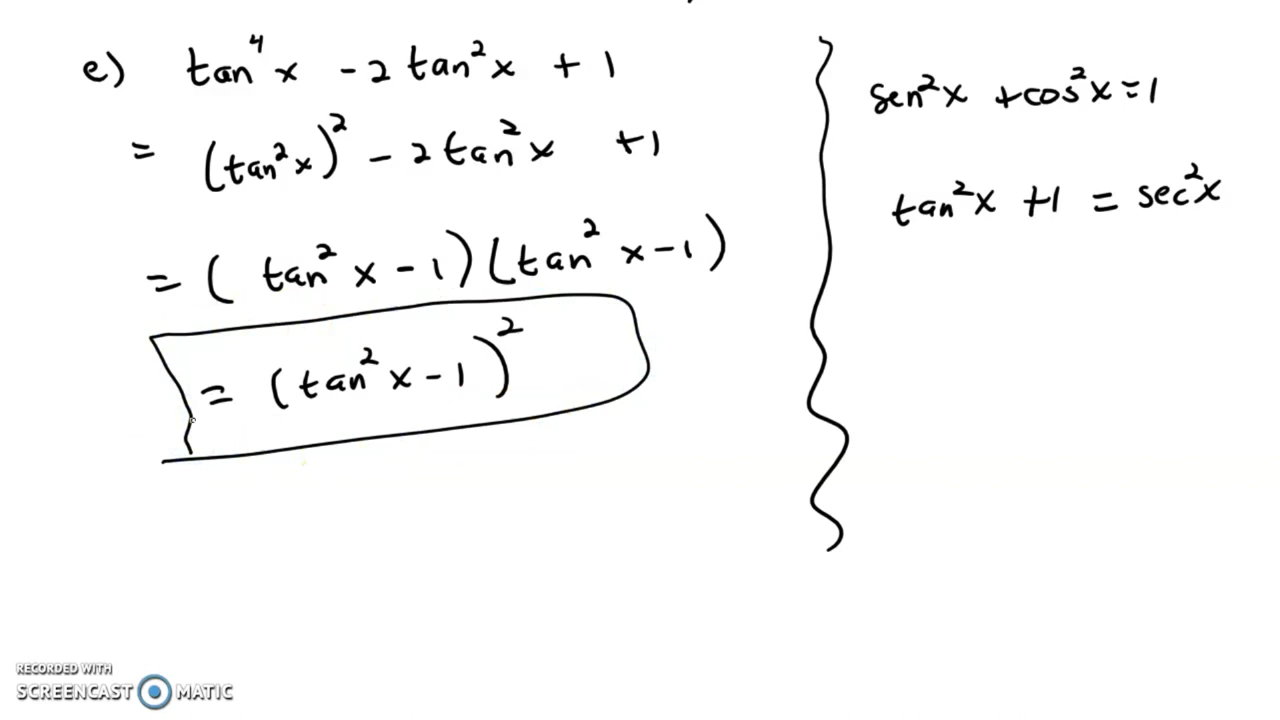 e) tan⁴x - 2tan²x + 1
= (tan²x)² - 2tan²x +1
= (tan²x - 1)(tan²x - 1)
= (tan²x - 1)²
sen²x + cos²x = 1
tan²x + 1 = sec²x
RECORDED WITH
SCREENCAST MATIC